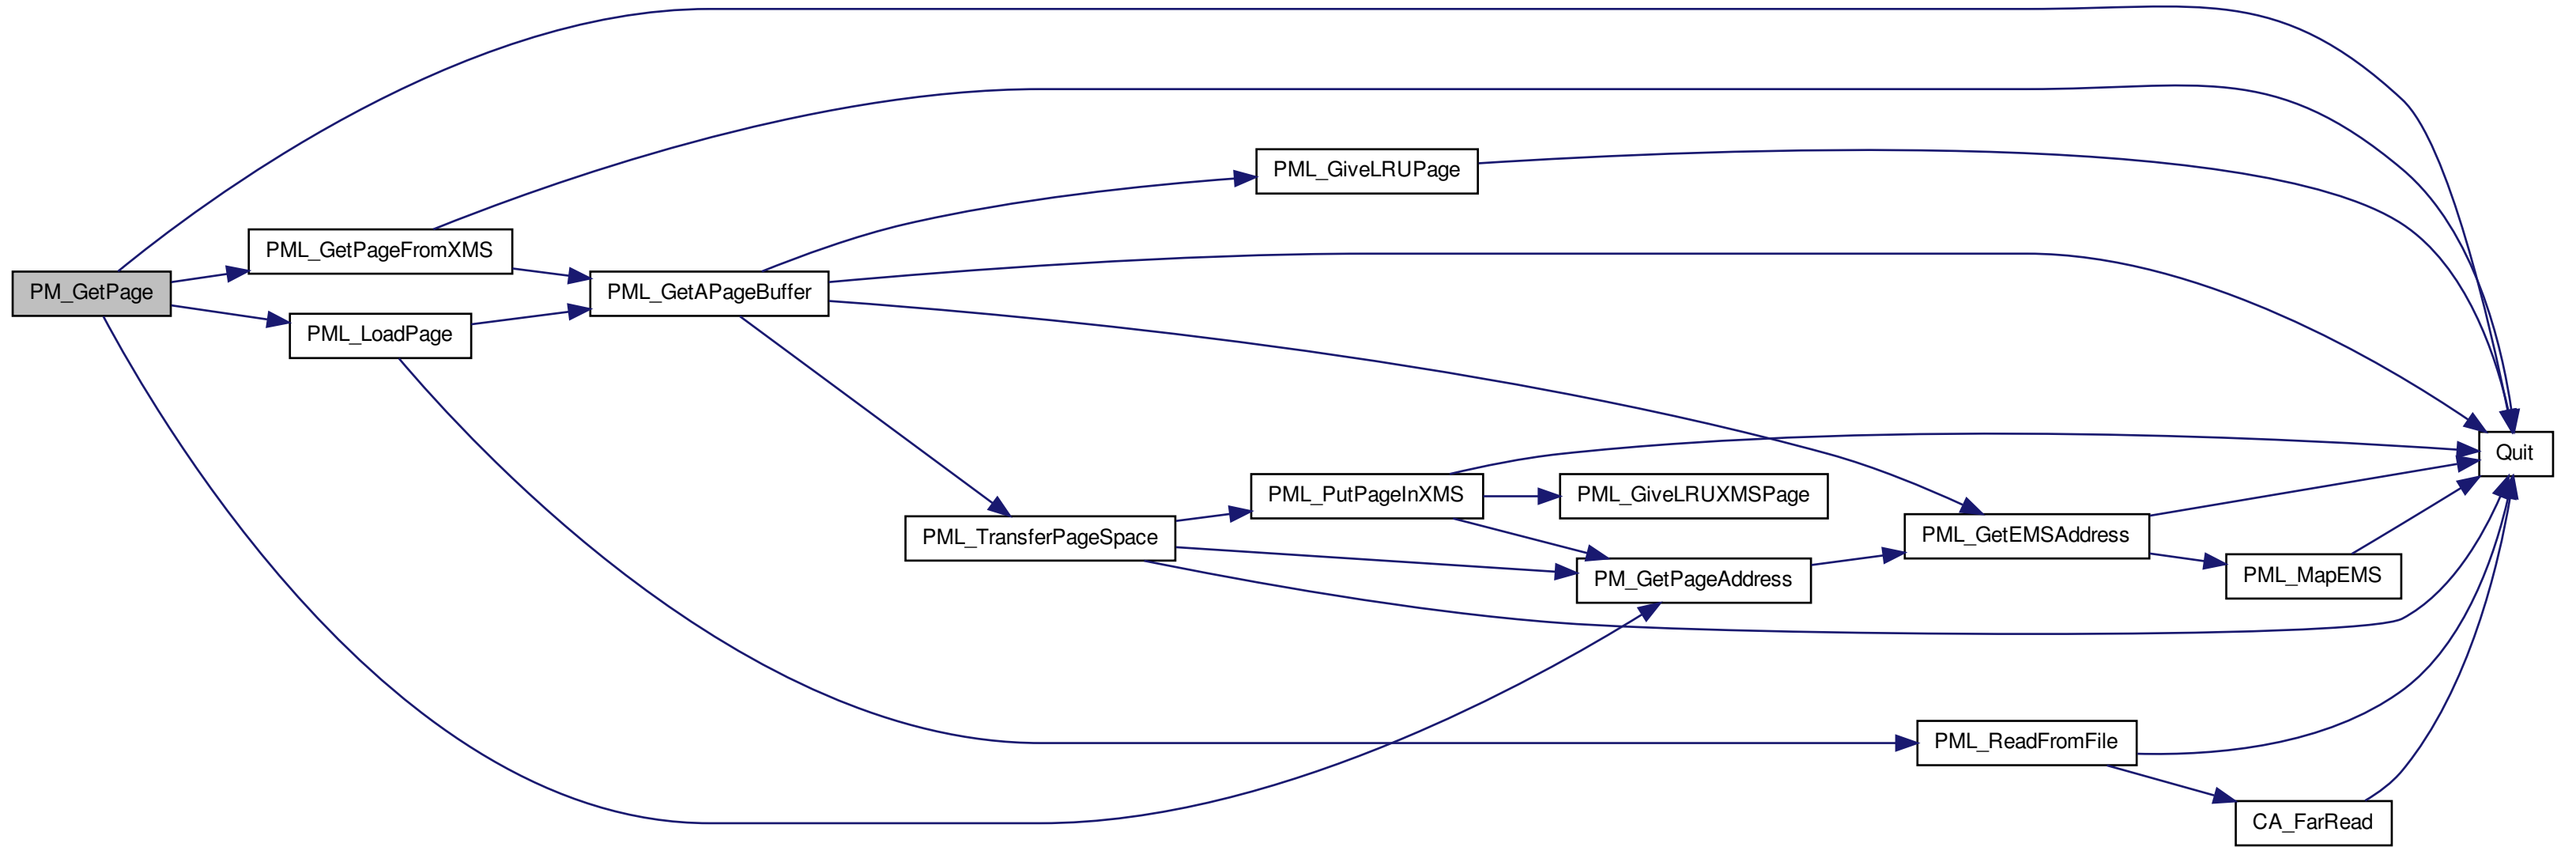 PM_GetPage
PML_GetPageFromXMS
PML_LoadPage
PML_GetAPageBuffer
PML_GiveLRUPage
PML_TransferPageSpace
PML_PutPageInXMS
PML_GiveLRUXMSPage
PM_GetPageAddress
PML_GetEMSAddress
PML_MapEMS
Quit
PML_ReadFromFile
CA_FarRead